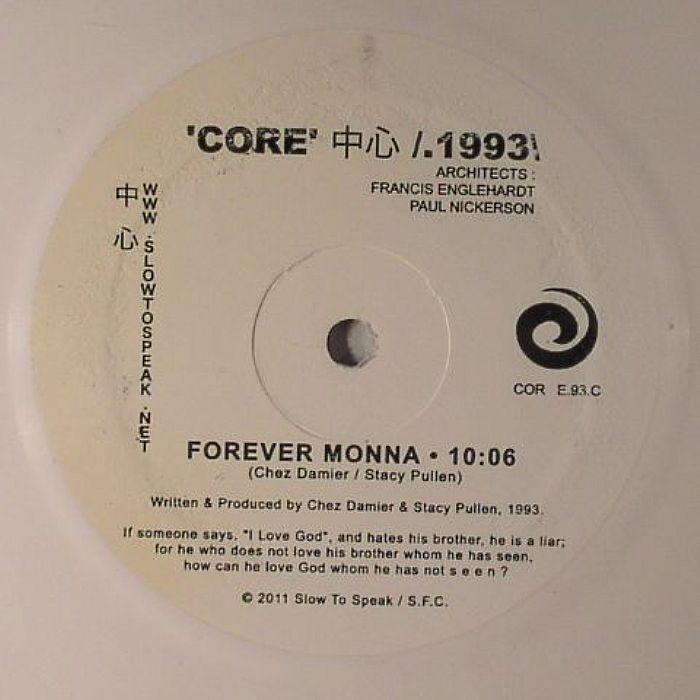 'CORE' 中心 /.1993\
ARCHITECTS :
FRANCIS ENGLEHARDT
PAUL NICKERSON
中心
WWW.SLOWTOSPEAK.NET
COR E.93.C
FOREVER MONNA • 10:06
(Chez Damier / Stacy Pullen)
Written & Produced by Chez Damier & Stacy Pullen, 1993.
If someone says, "I Love God", and hates his brother, he is a liar;
for he who does not love his brother whom he has seen,
how can he love God whom he has not s e e n ?
© 2011 Slow To Speak / S.F.C.